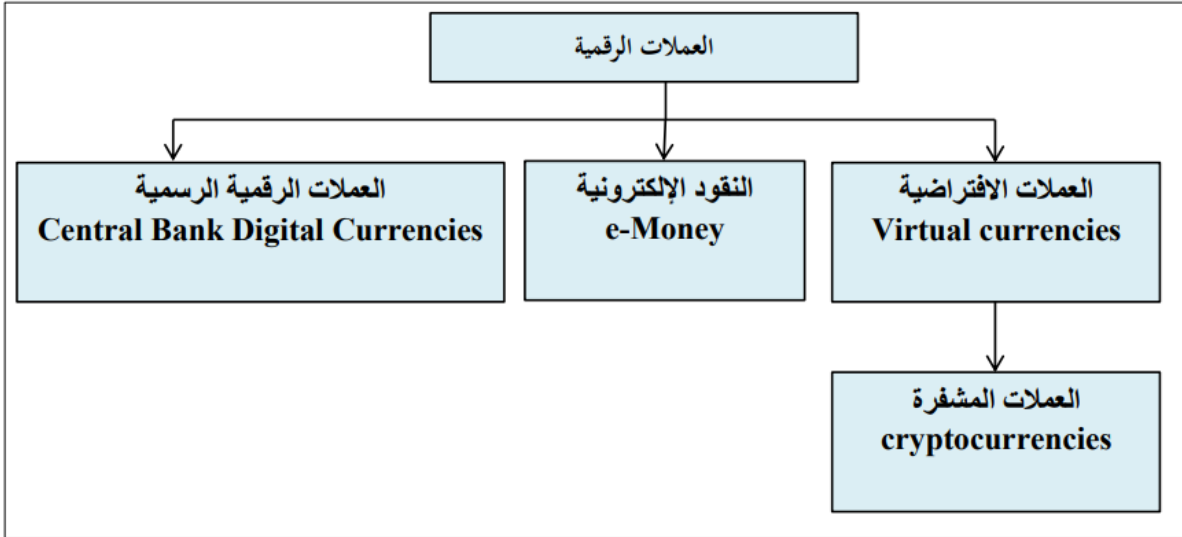 العملات الرقمية
العملات الافتراضية
Virtual currencies
النقود الإلكترونية
e-Money
العملات الرقمية الرسمية
Central Bank Digital Currencies
العملات المشفرة
cryptocurrencies